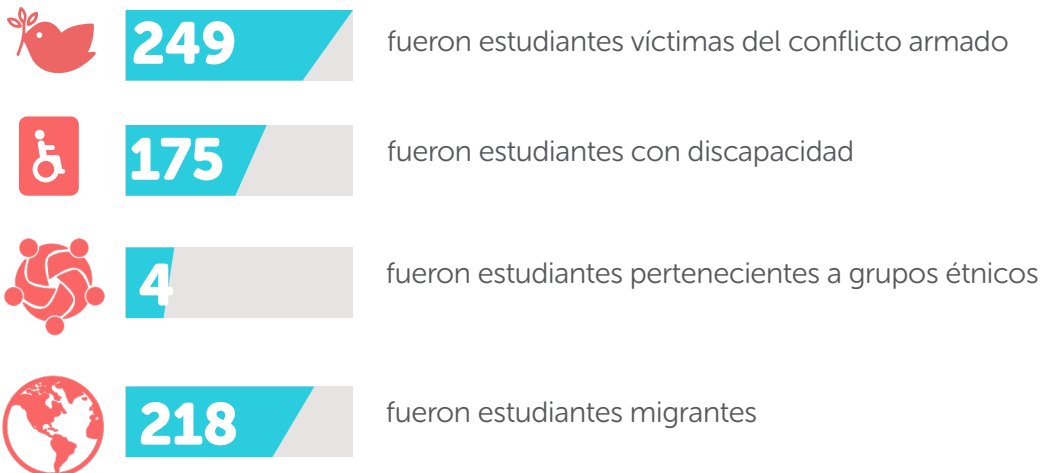 249 fueron estudiantes víctimas del conflicto armado
175 fueron estudiantes con discapacidad
4 fueron estudiantes pertenecientes a grupos étnicos
218 fueron estudiantes migrantes